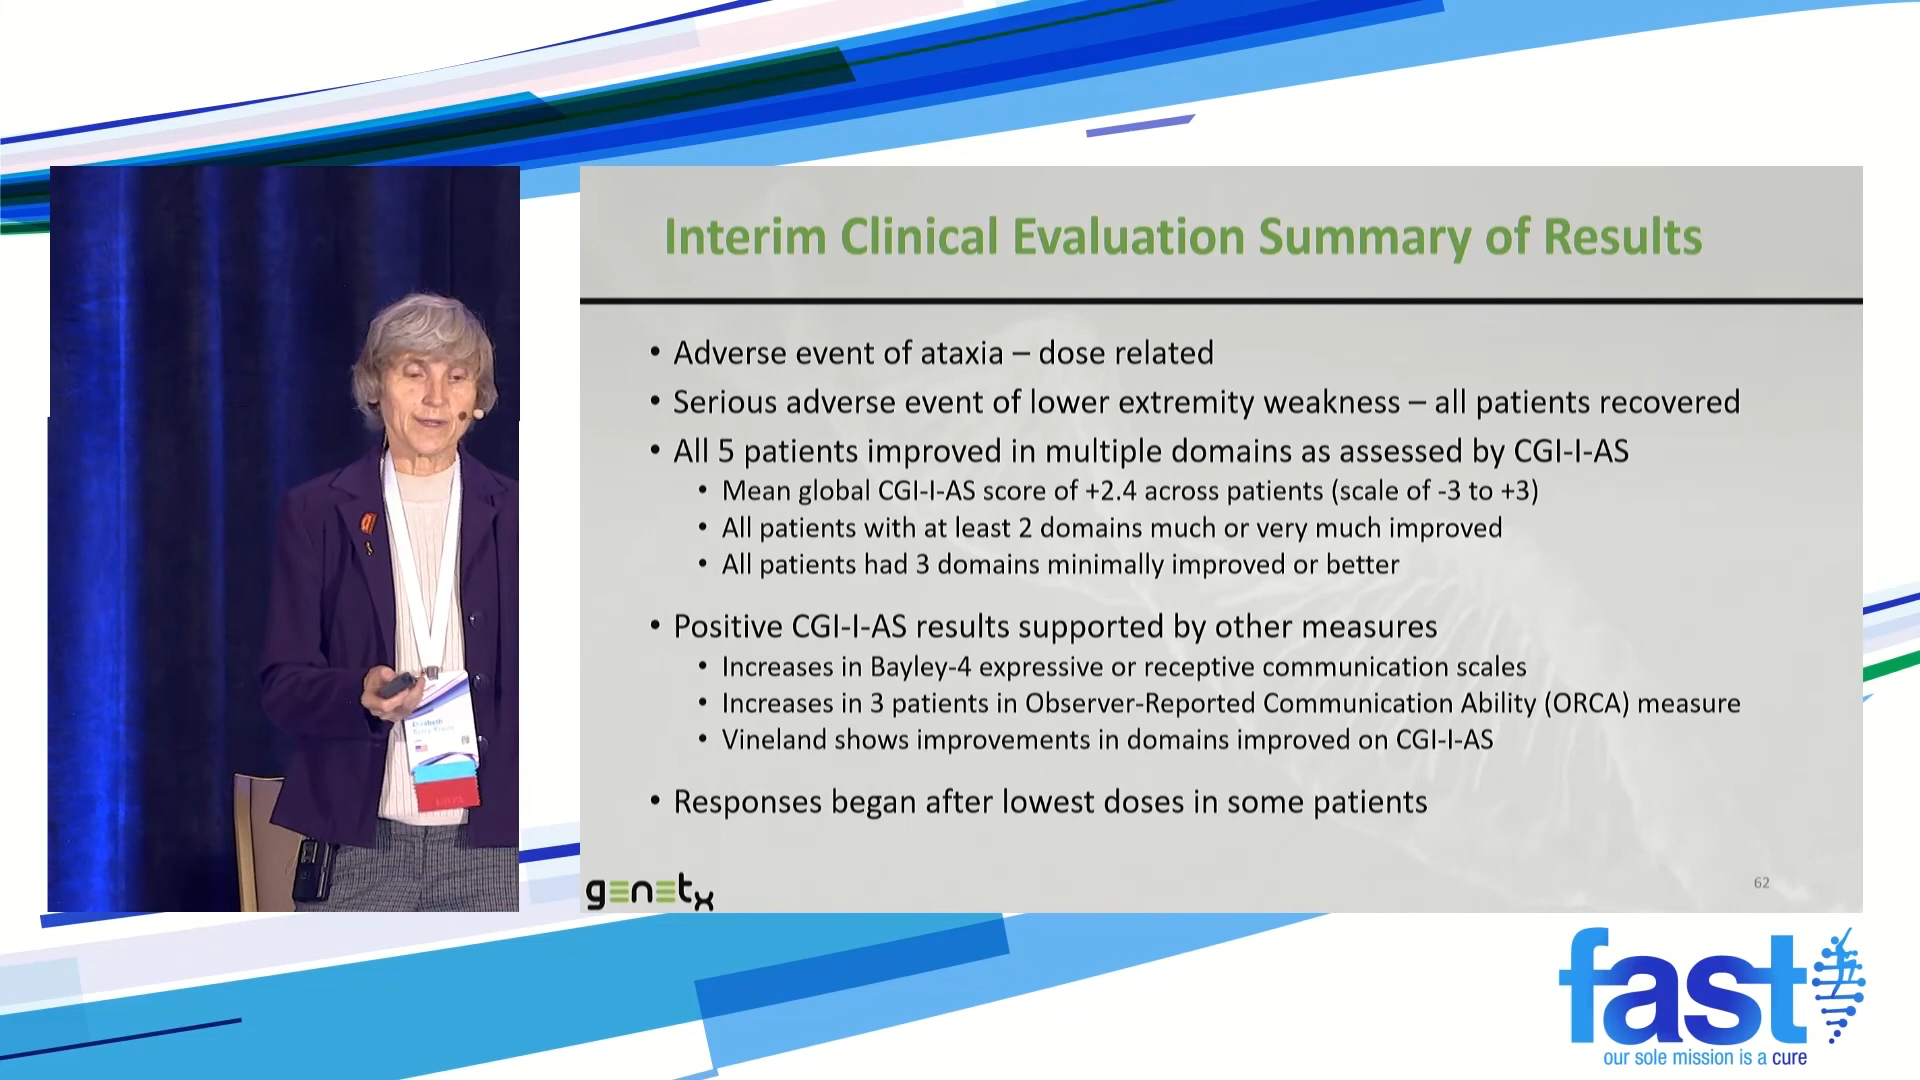 Interim Clinical Evaluation Summary of Results
• Adverse event of ataxia – dose related
• Serious adverse event of lower extremity weakness – all patients recovered
• All 5 patients improved in multiple domains as assessed by CGI-I-AS
• Mean global CGI-I-AS score of +2.4 across patients (scale of -3 to +3)
• All patients with at least 2 domains much or very much improved
• All patients had 3 domains minimally improved or better
• Positive CGI-I-AS results supported by other measures
• Increases in Bayley-4 expressive or receptive communication scales
• Increases in 3 patients in Observer-Reported Communication Ability (ORCA) measure
• Vineland shows improvements in domains improved on CGI-I-AS
• Responses began after lowest doses in some patients
genetx
62
Elizabeth
fast
our sole mission is a cure